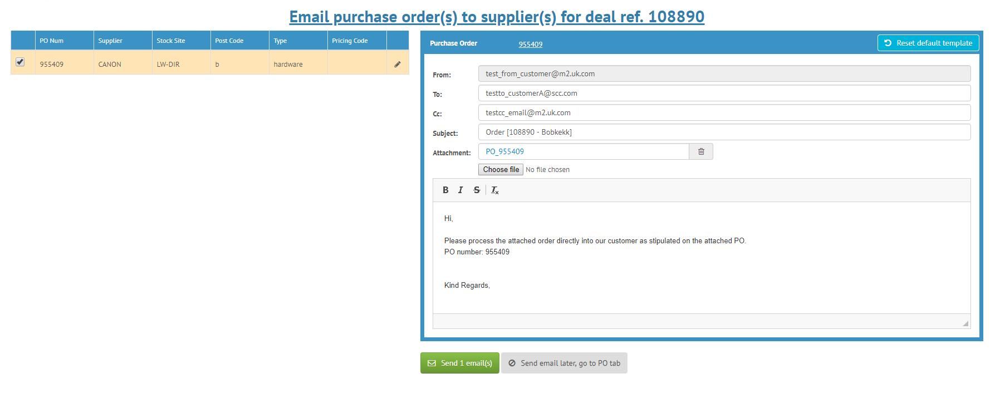 Email purchase order(s) to supplier(s) for deal ref. 108890
PO Num Supplier Stock Site Post Code Type Pricing Code
955409 CANON LW-DIR b hardware
Purchase Order 955409 Reset default template
From: test_from_customer@m2.uk.com
To: testto_customerA@scc.com
Cc: testcc_email@m2.uk.com
Subject: Order [108890 - Bobkekk]
Attachment: PO_955409
Choose file No file chosen
B I S Tx
Hi,
Please process the attached order directly into our customer as stipulated on the attached PO.
PO number: 955409
Kind Regards,
Send 1 email(s) Send email later, go to PO tab